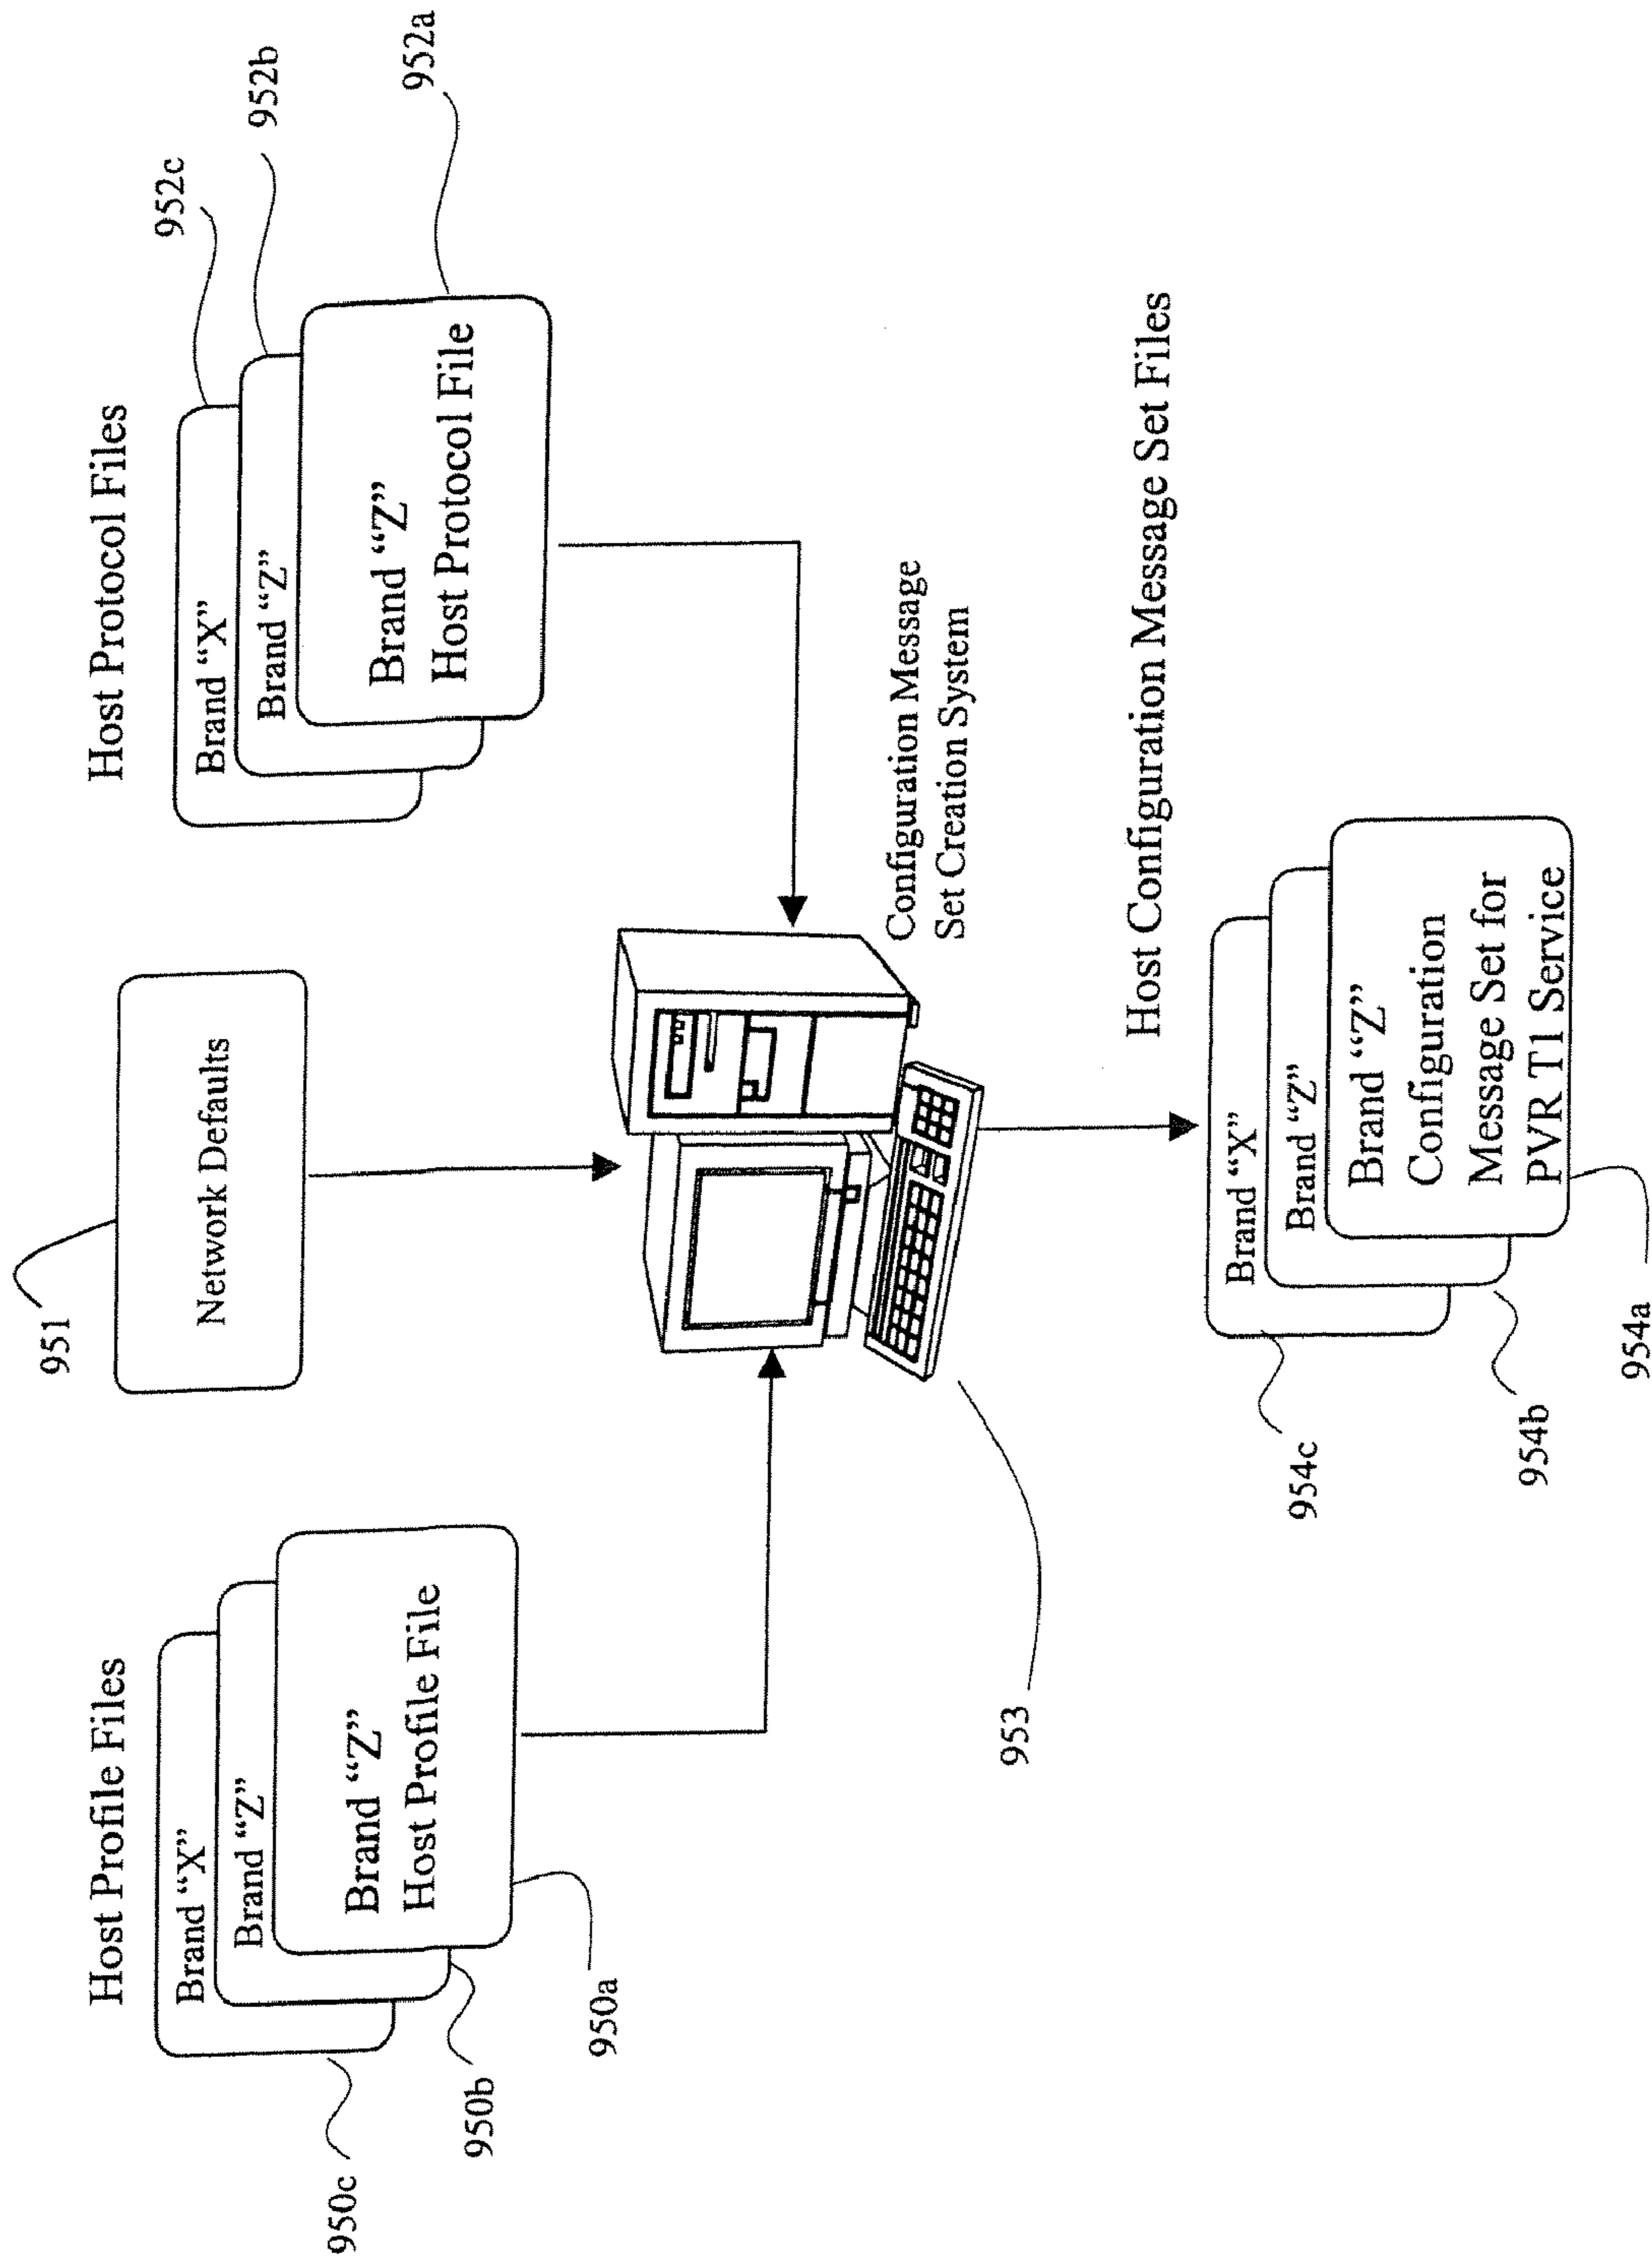 Host Profile Files
Brand “X”
Brand “Z”
Brand “Z”
Host Profile File
950c
950b
950a
951
Network Defaults
Host Protocol Files
Brand “X”
Brand “Z”
Brand “Z”
Host Protocol File
952c
952b
952a
Configuration Message
Set Creation System
953
Host Configuration Message Set Files
Brand “X”
Brand “Z”
Brand “Z”
Configuration
Message Set for
PVR T1 Service
954c
954b
954a